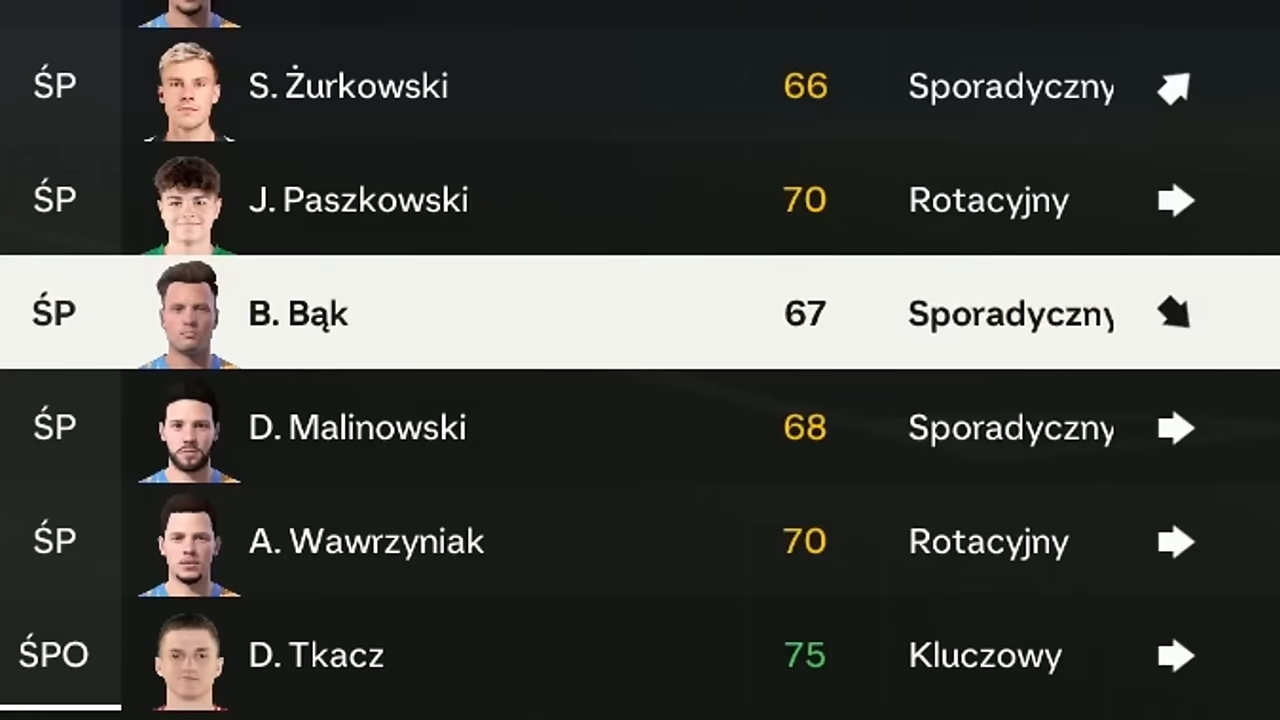 ŚP S. Żurkowski 66 Sporadyczny
ŚP J. Paszkowski 70 Rotacyjny
ŚP B. Bąk 67 Sporadyczny
ŚP D. Malinowski 68 Sporadyczny
ŚP A. Wawrzyniak 70 Rotacyjny
ŚPO D. Tkacz 75 Kluczowy